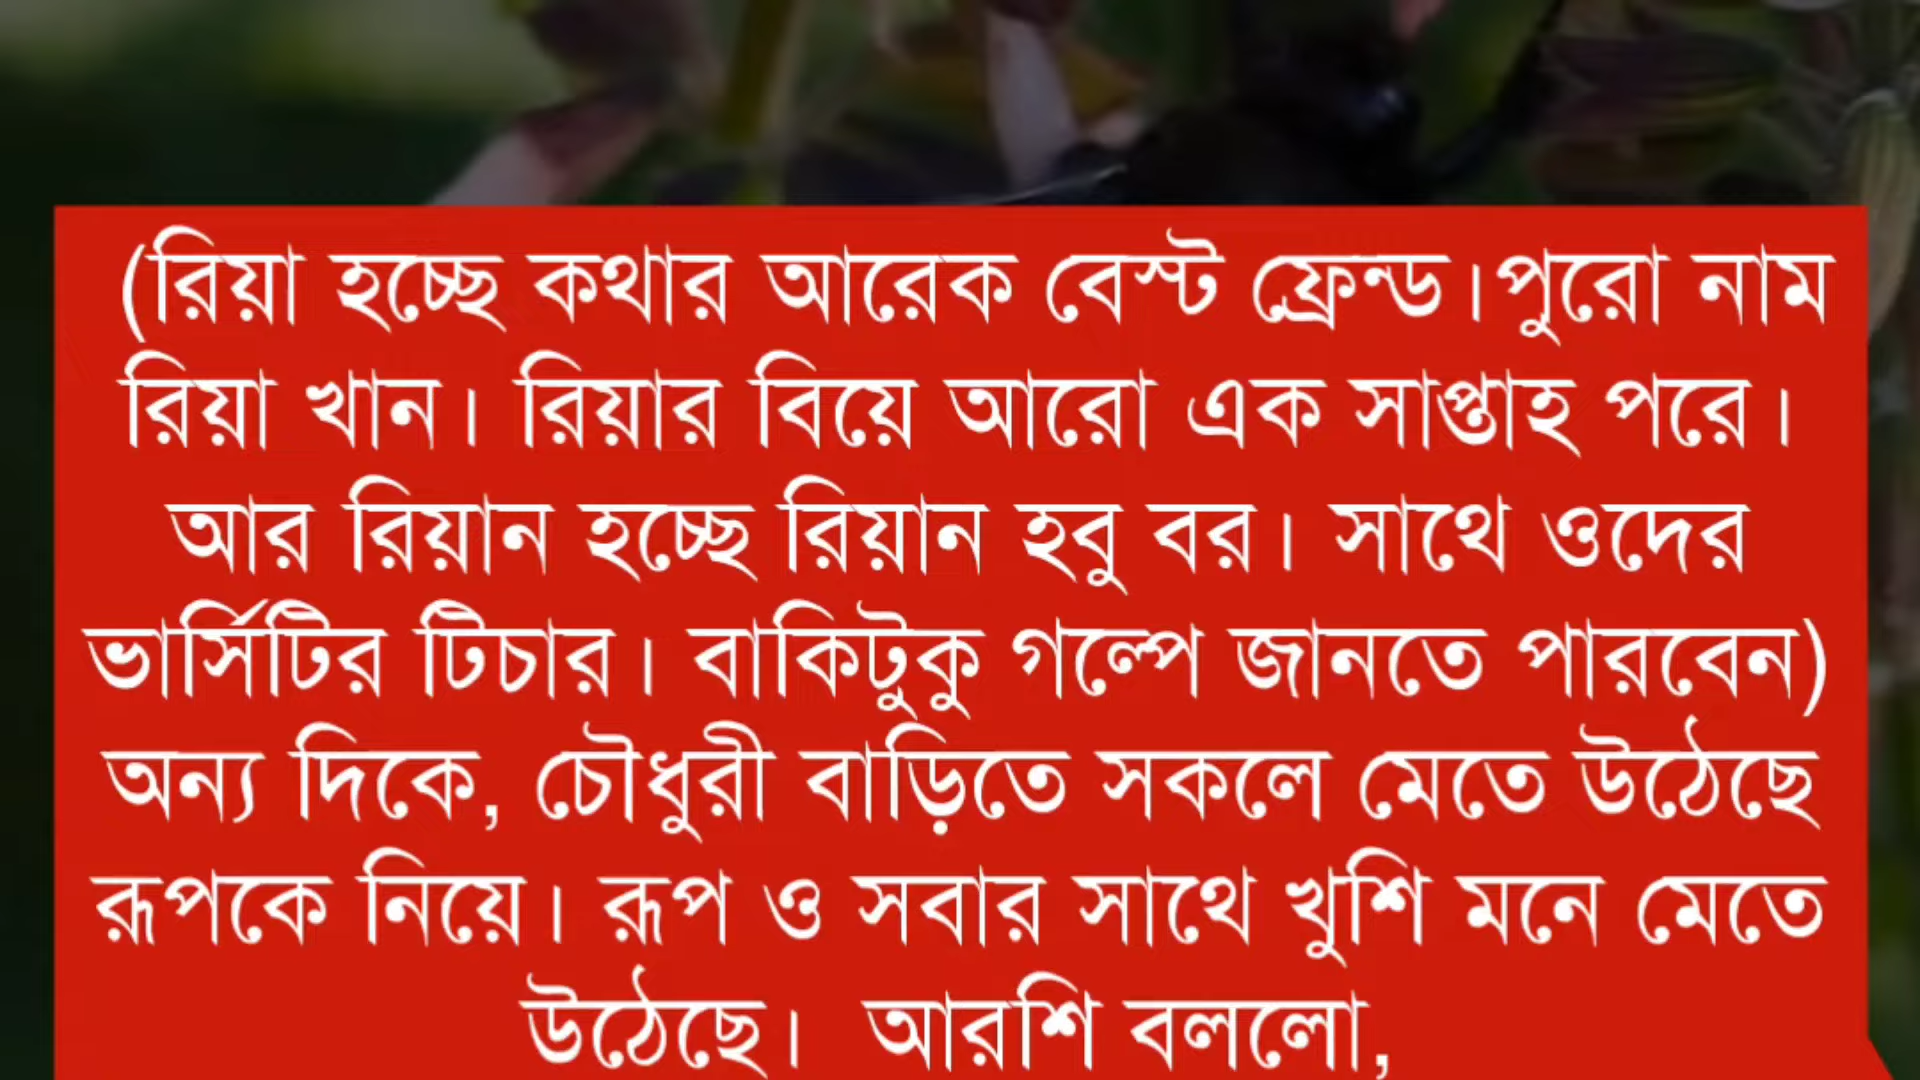 (রিয়া হচ্ছে কথার আরেক বেস্ট ফ্রেন্ড।পুরো নাম
রিয়া খান। রিয়ার বিয়ে আরো এক সাপ্তাহ পরে।
আর রিয়ান হচ্ছে রিয়ান হবু বর। সাথে ওদের
ভার্সিটির টিচার। বাকিটুকু গল্পে জানতে পারবেন)
অন্য দিকে, চৌধুরী বাড়িতে সকলে মেতে উঠেছে
রূপকে নিয়ে। রূপ ও সবার সাথে খুশি মনে মেতে
উঠেছে। আরশি বললো,